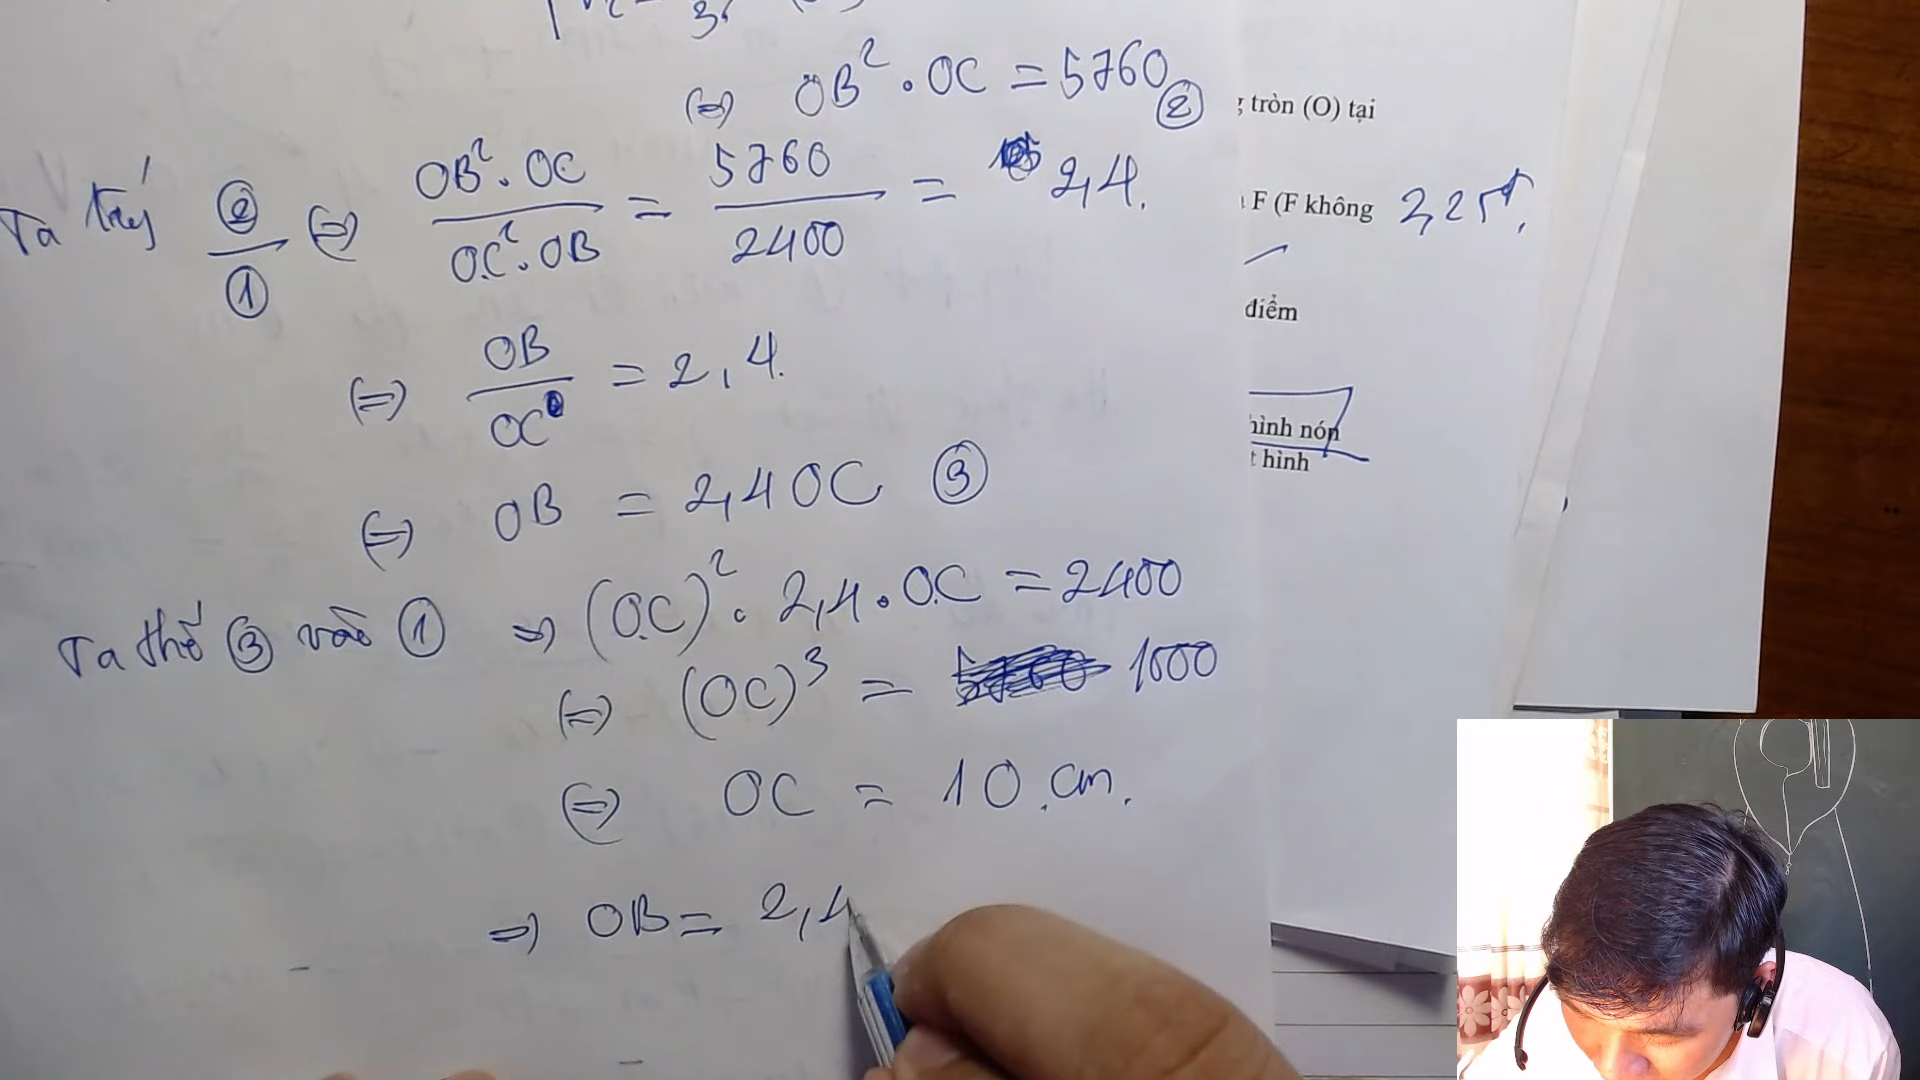 (⇔) OB² . OC = 5760 ②
Ta lấy ②/① (⇔) OB² . OC / OC² . OB = 5760/2400 = 2,4.
(⇔) OB/OC = 2,4.
(⇔) OB = 2,4 OC ③
Ta thế ③ vào ① ⇒ (OC)² . 2,4 . OC = 2400
(⇔) (OC)³ = 1000
(⇔) OC = 10 cm.
⇒ OB = 2,4
tròn (O) tại
F (F không
điểm
hình nón
hình